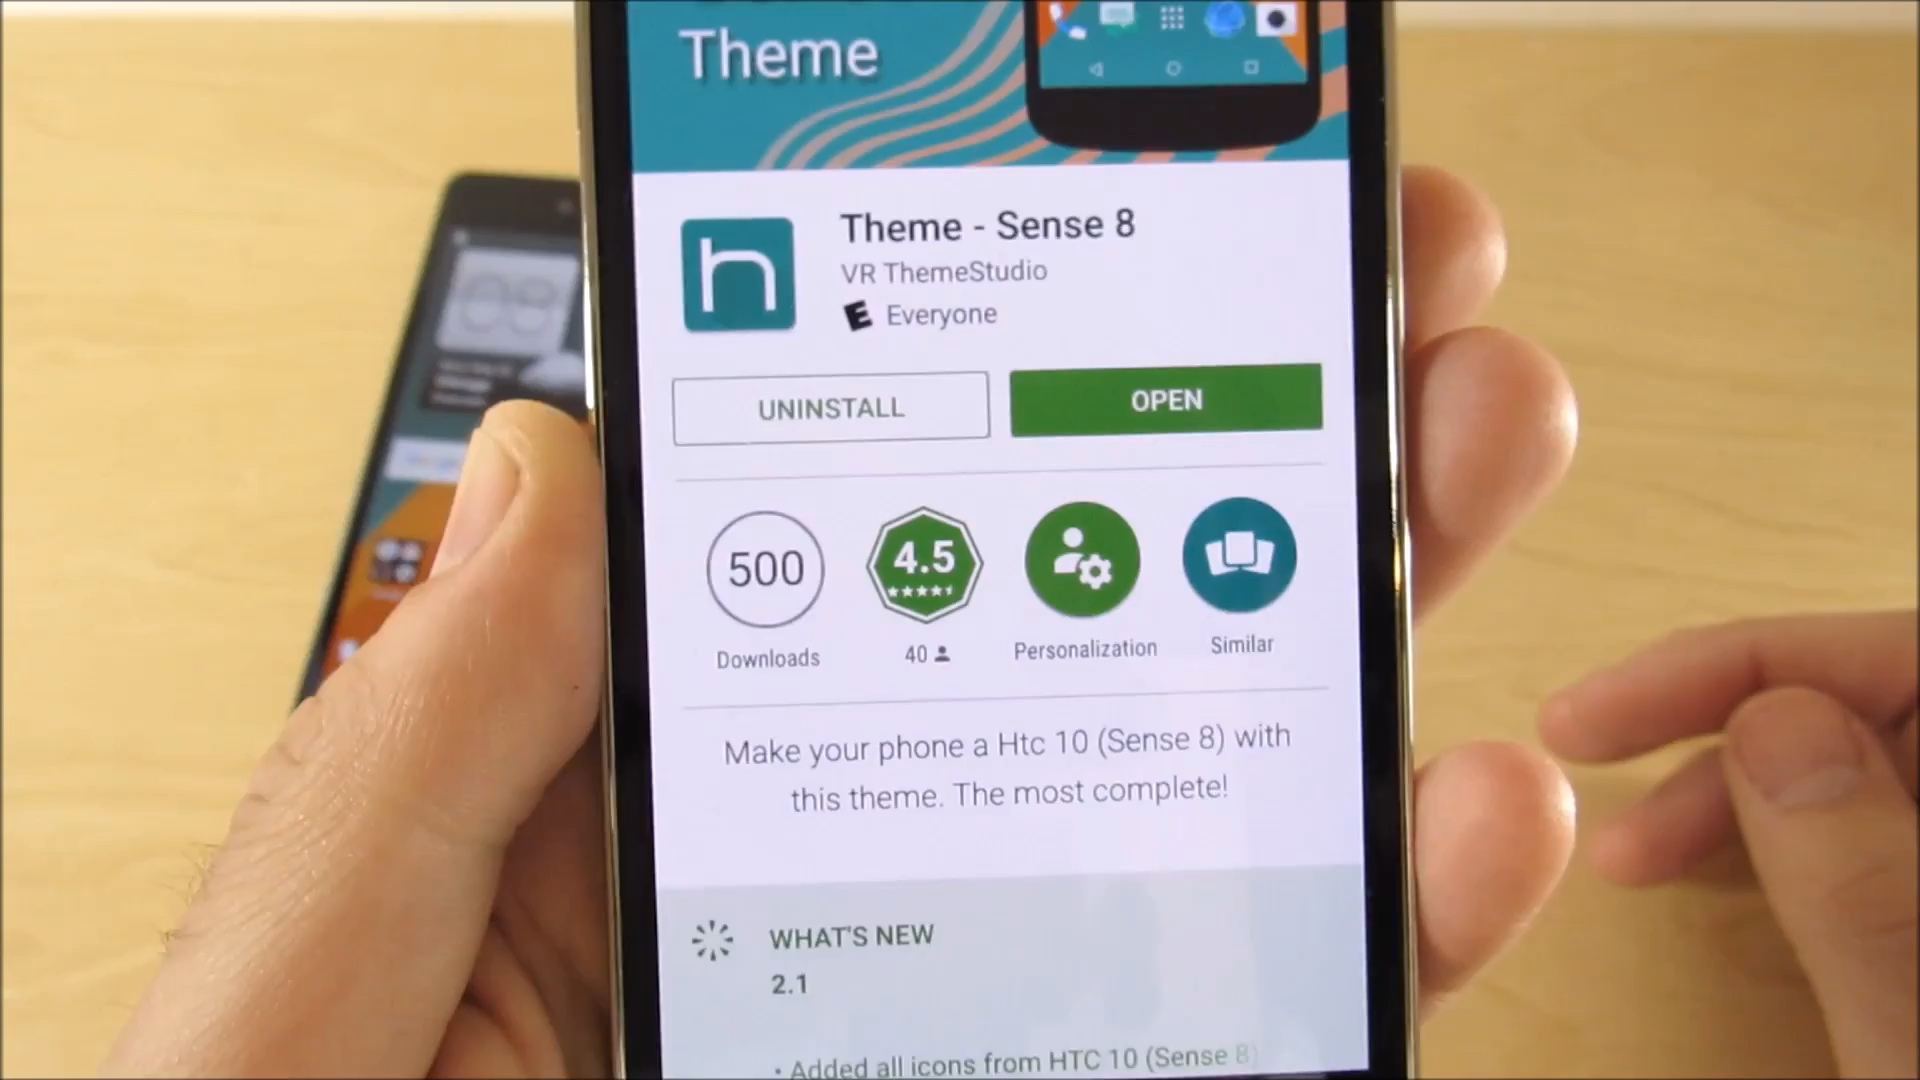 Theme
h
Theme - Sense 8
VR ThemeStudio
E Everyone
UNINSTALL
OPEN
500
4.5
Downloads
40
Personalization
Similar
Make your phone a Htc 10 (Sense 8) with
this theme. The most complete!
WHAT'S NEW
2.1
• Added all icons from HTC 10 (Sense 8)